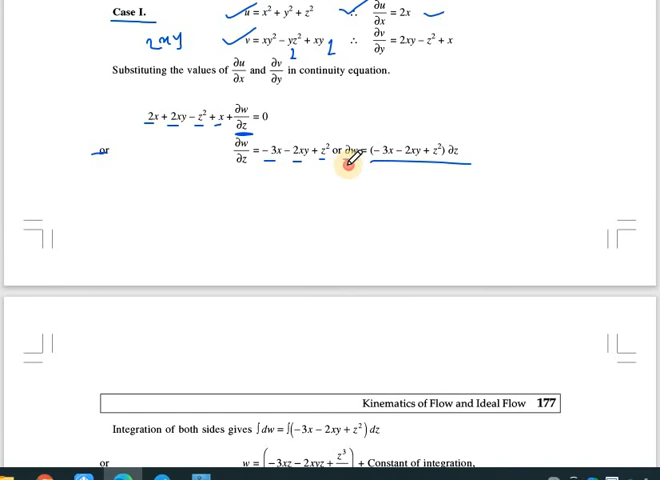 Case I. u = x² + y² + z² ∴ ∂u/∂x = 2x
2xy v = xy² – yz² + xy ∴ ∂v/∂y = 2xy – z² + x
Substituting the values of ∂u/∂x and ∂v/∂y in continuity equation.
2x + 2xy – z² + x + ∂w/∂z = 0
or ∂w/∂z = – 3x – 2xy + z² or ∂w = (– 3x – 2xy + z²) ∂z
Kinematics of Flow and Ideal Flow 177
Integration of both sides gives ∫ dw = ∫(−3x − 2xy + z²) dz
or w = (−3xz − 2xyz + z³ ) + Constant of integration,